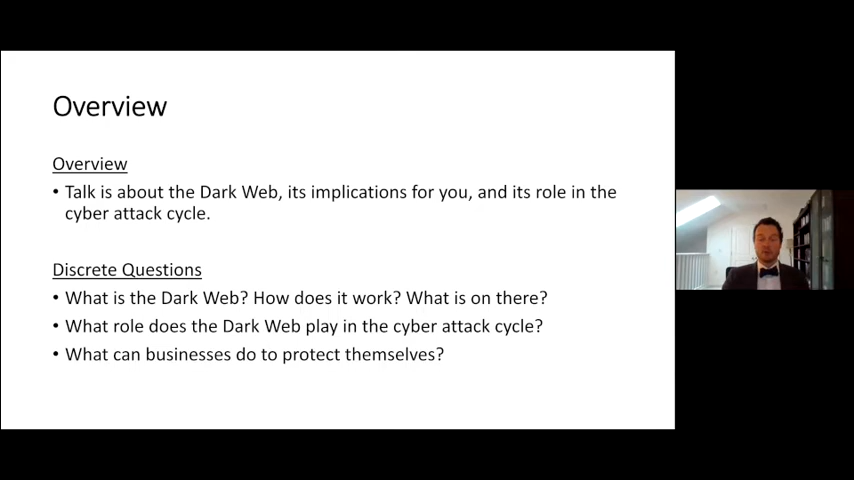 Overview
Overview
• Talk is about the Dark Web, its implications for you, and its role in the
cyber attack cycle.
Discrete Questions
• What is the Dark Web? How does it work? What is on there?
• What role does the Dark Web play in the cyber attack cycle?
• What can businesses do to protect themselves?